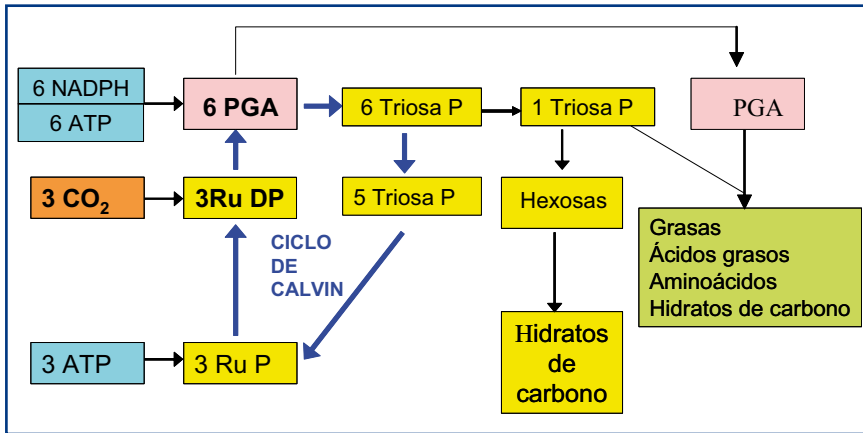 6 NADPH
6 ATP
6 PGA
6 Triosa P
1 Triosa P
PGA
3 CO₂
3Ru DP
5 Triosa P
Hexosas
Grasas
Ácidos grasos
Aminoácidos
Hidratos de carbono
CICLO
DE
CALVIN
3 ATP
3 Ru P
Hidratos
de
carbono